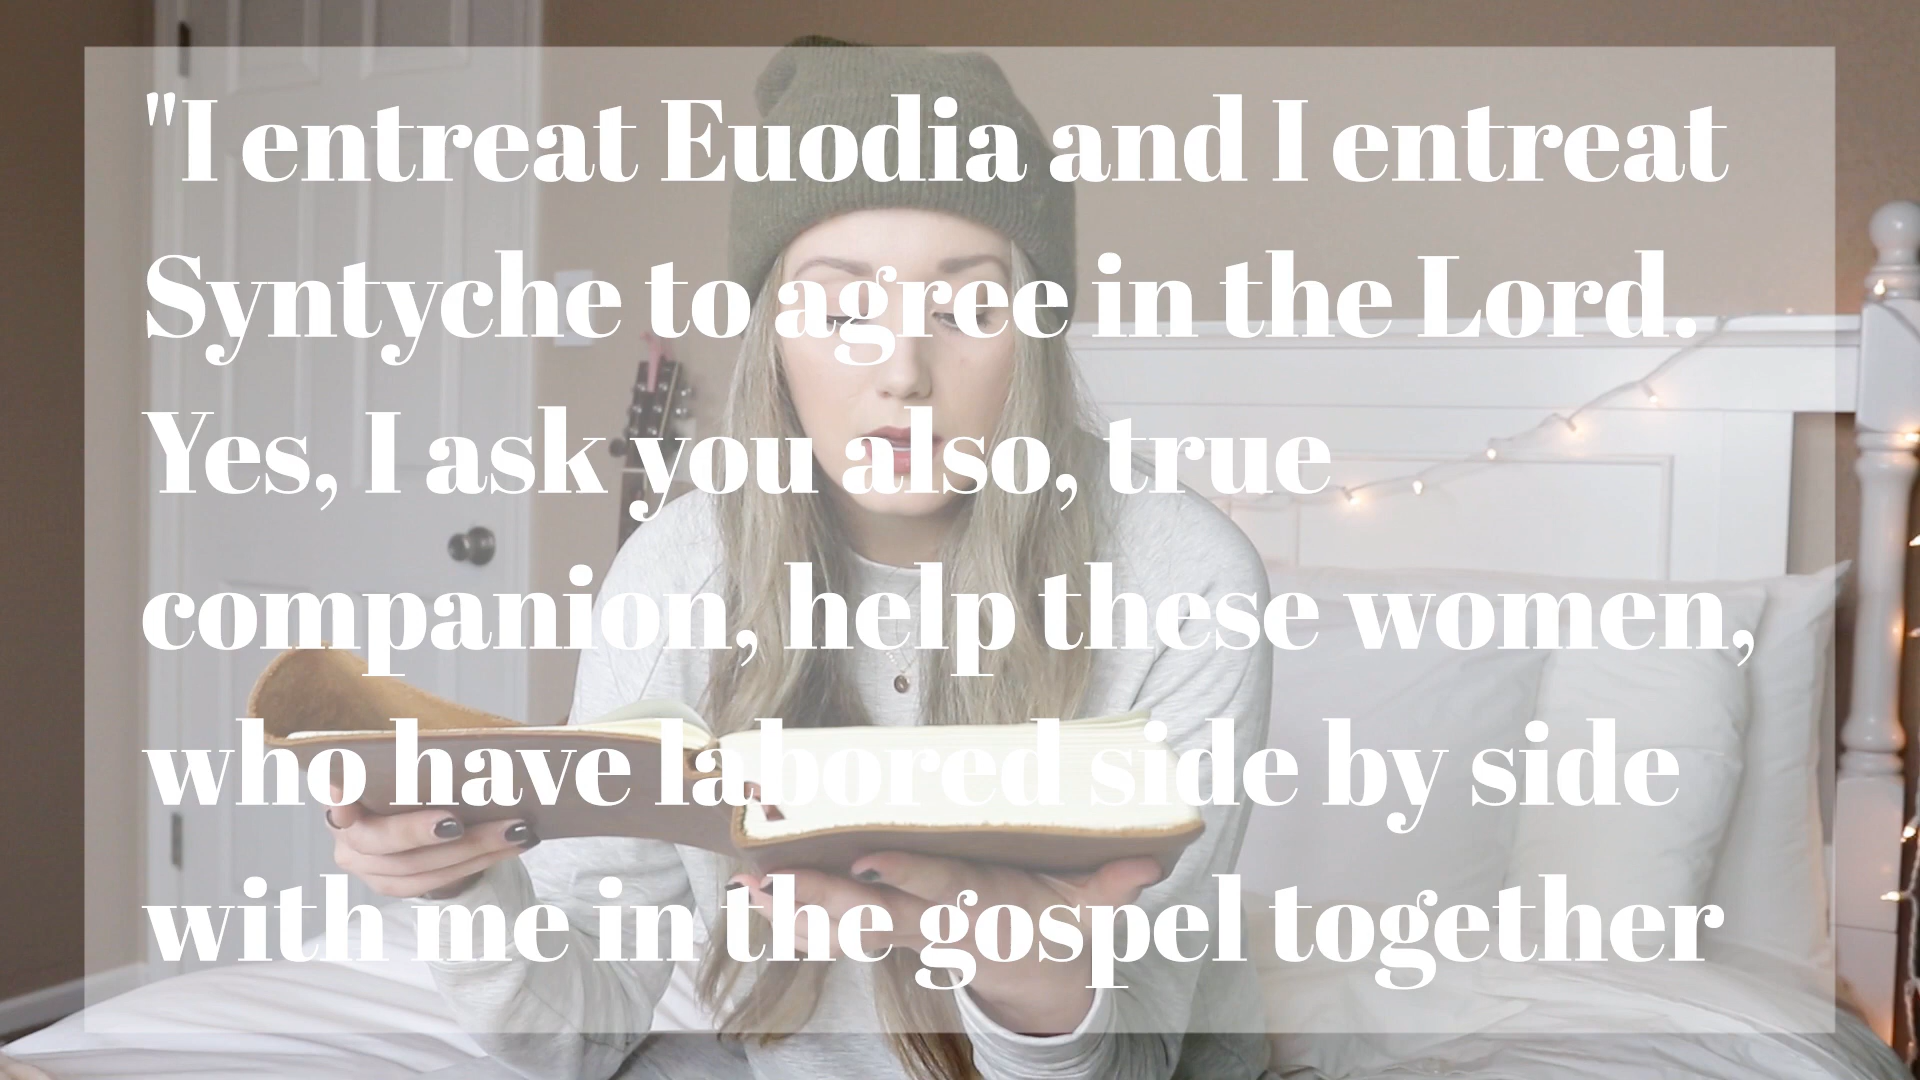 "I entreat Euodia and I entreat
Syntyche to agree in the Lord.
Yes, I ask you also, true
companion, help these women,
who have labored side by side
with me in the gospel together